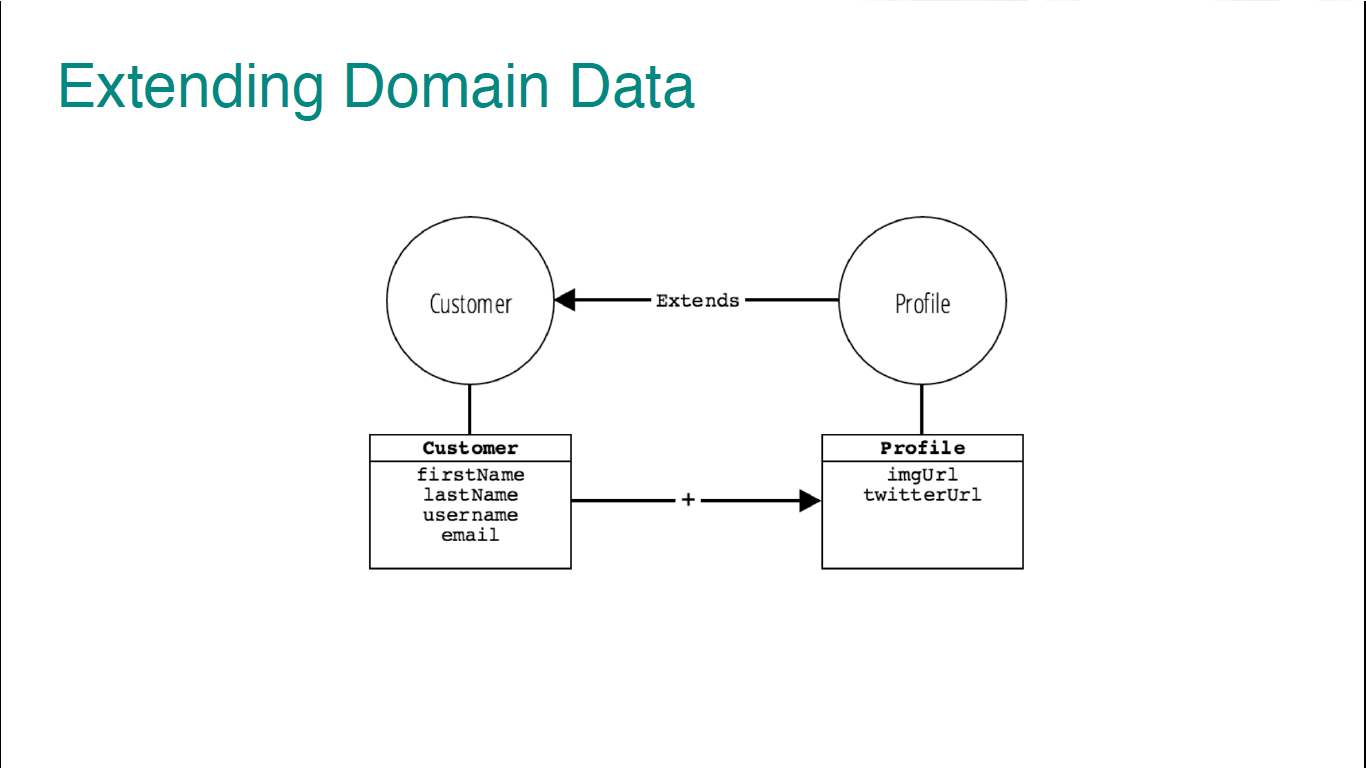 Extending Domain Data
Customer
Extends
Profile
Customer
firstName
lastName
username
email
+
Profile
imgUrl
twitterUrl